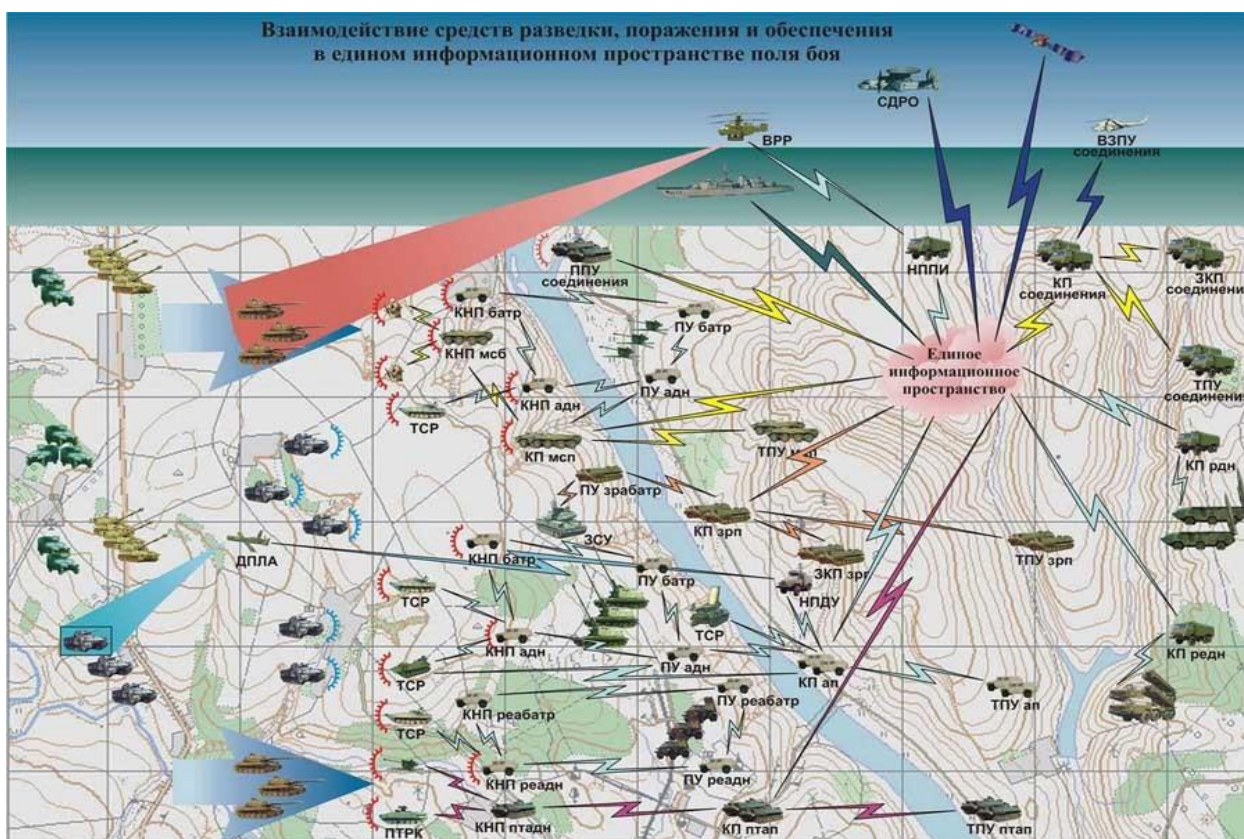 Взаимодействие средств разведки, поражения и обеспечения
в едином информационном пространстве поля боя
СДРО
ВРР
ВЗПУ
соединения
ППУ
соединения
НППИ
КП
соединения
ЗКП
соединения
КНП батр
ПУ батр
КНП мсб
Единое
информационное
пространство
ТПУ
соединения
КНП адн
ПУ адн
ТСР
КП мсп
ТПУ
КП рдн
ПУ зрабатр
КП зрп
ЗСУ
ТПУ зрп
ДПЛА
КНП батр
ПУ батр
ЗКП зрп
НПДУ
ТСР
ТСР
КНП адн
ПУ адн
КП ап
КП редн
ТСР
ТПУ ап
КНП реабатр
ПУ реабатр
ТСР
КНП реадн
ПУ реадн
ПТРК
КНП птадн
КП птап
ТПУ птап